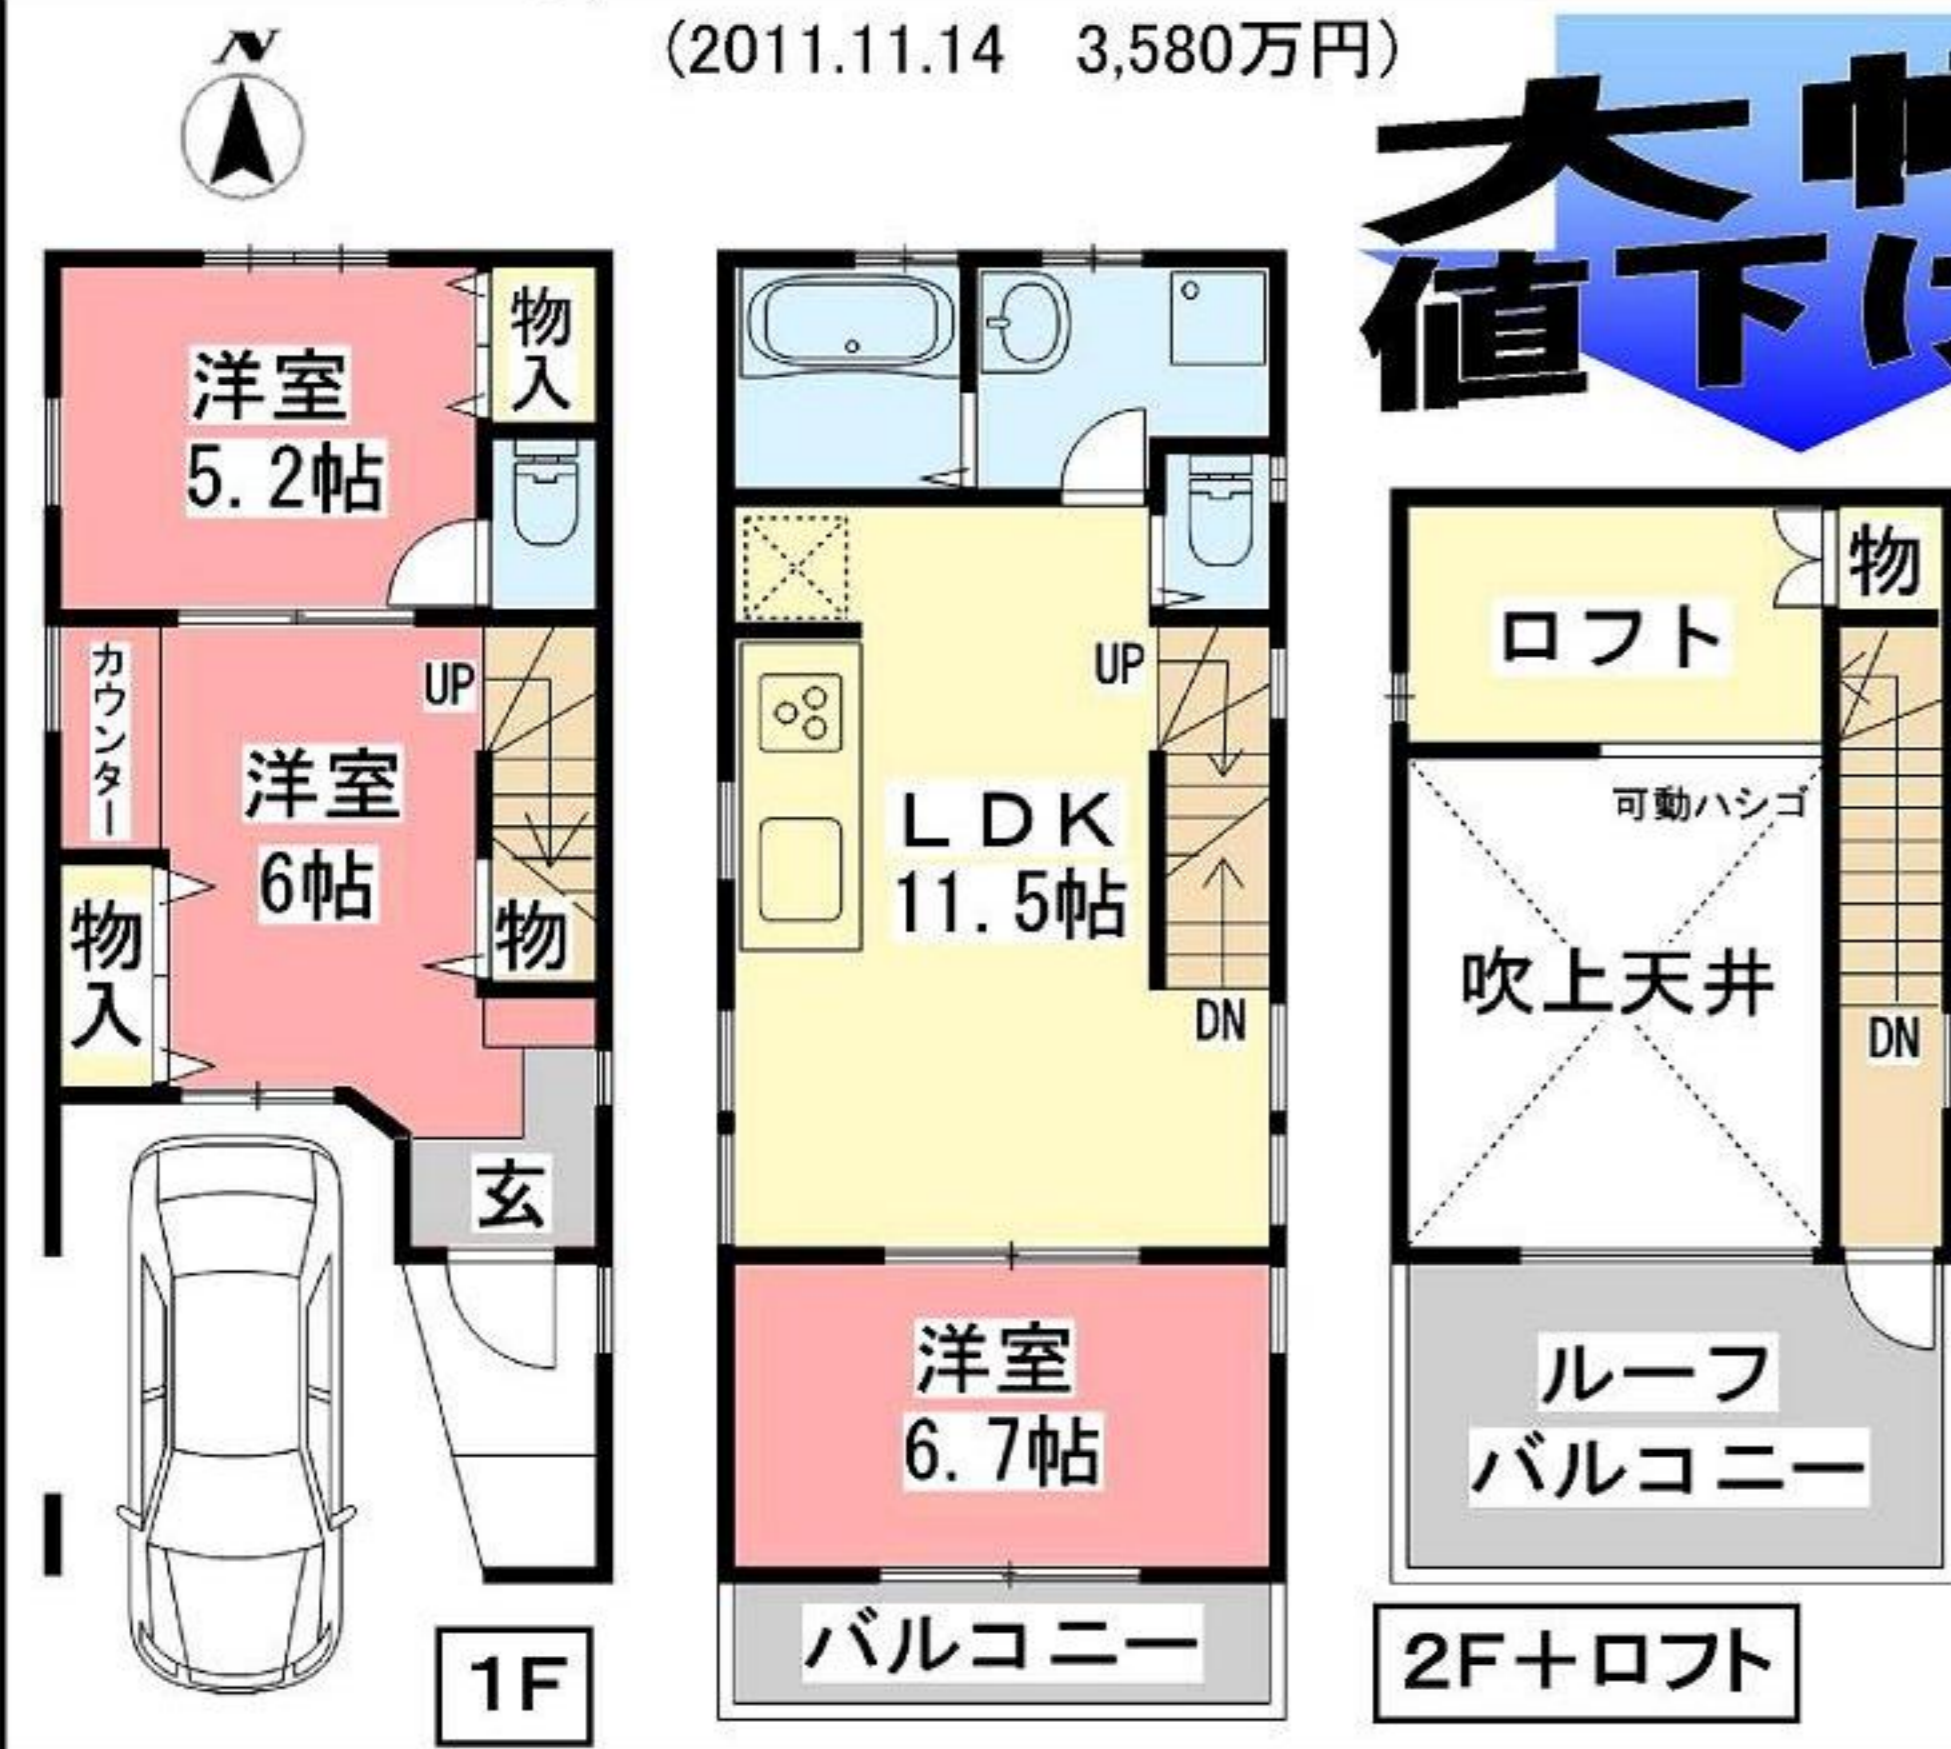 (2011.11.14 3,580万円)
N
大幅
値下げ
洋室
5.2帖
物入
カウンター
UP
洋室
6帖
物入
物
玄
1F
UP
LDK
11.5帖
DN
洋室
6.7帖
バルコニー
ロフト
物
可動ハシゴ
吹上天井
DN
ルーフ
バルコニー
2F+ロフト